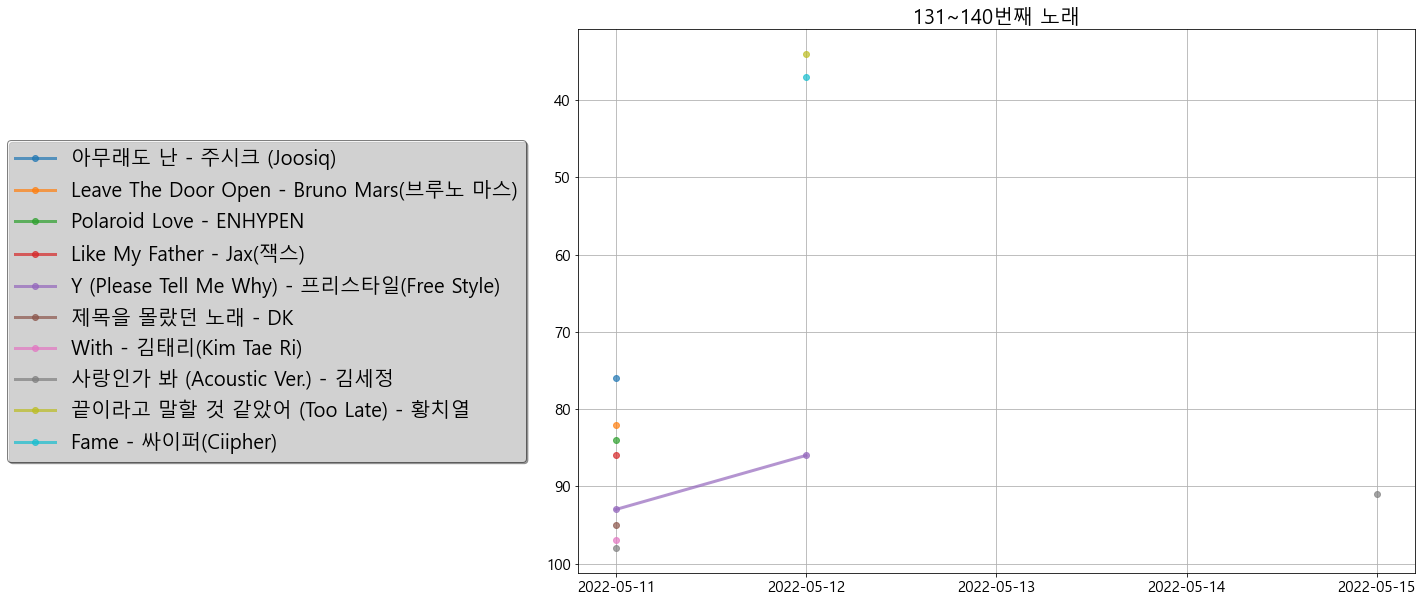 131~140번째 노래
아무래도 난 - 주시크 (Joosiq)
Leave The Door Open - Bruno Mars(브루노 마스)
Polaroid Love - ENHYPEN
Like My Father - Jax(잭스)
Y (Please Tell Me Why) - 프리스타일(Free Style)
제목을 몰랐던 노래 - DK
With - 김태리(Kim Tae Ri)
사랑인가 봐 (Acoustic Ver.) - 김세정
끝이라고 말할 것 같았어 (Too Late) - 황치열
Fame - 싸이퍼(Ciipher)
40
50
60
70
80
90
100
2022-05-11
2022-05-12
2022-05-13
2022-05-14
2022-05-15